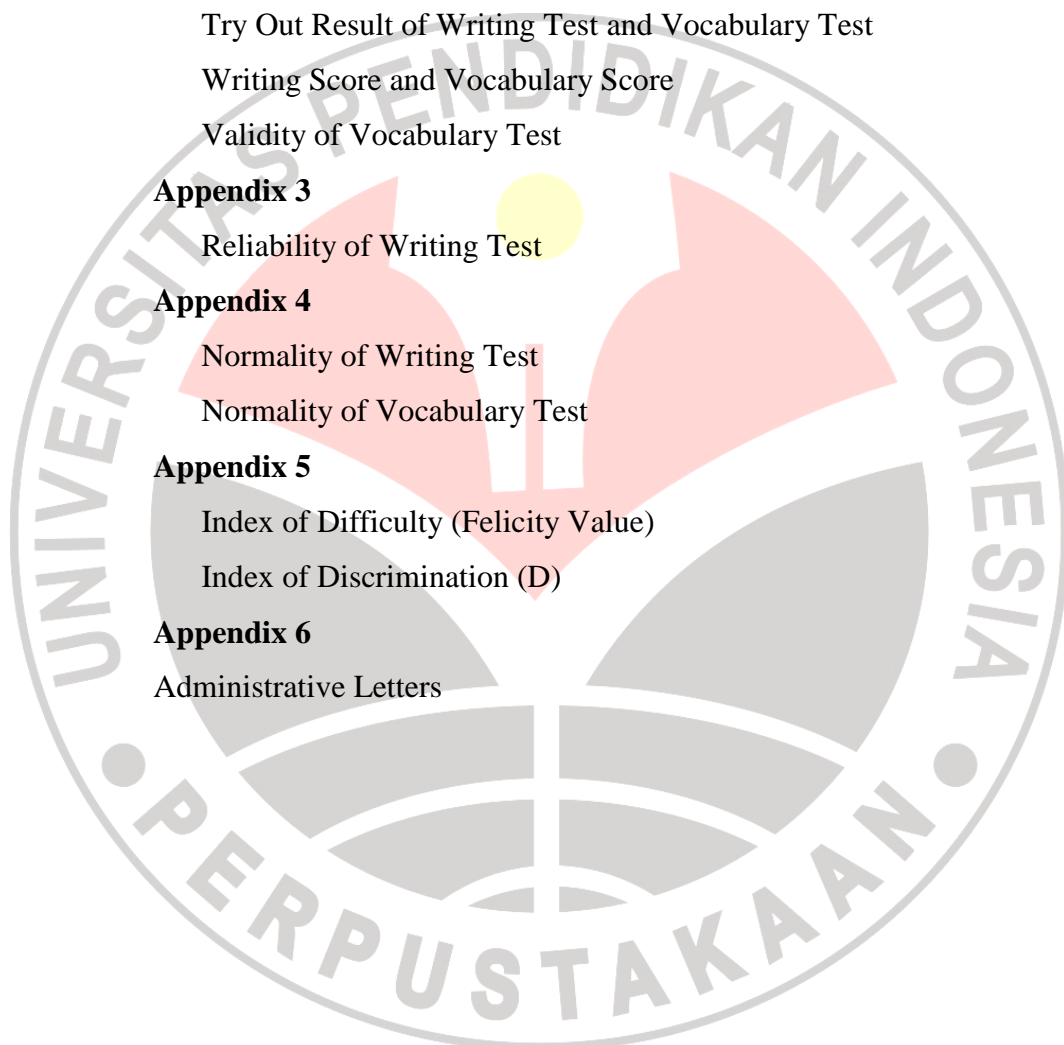 Try Out Result of Writing Test and Vocabulary Test
Writing Score and Vocabulary Score
Validity of Vocabulary Test
Appendix 3
Reliability of Writing Test
Appendix 4
Normality of Writing Test
Normality of Vocabulary Test
Appendix 5
Index of Difficulty (Felicity Value)
Index of Discrimination (D)
Appendix 6
Administrative Letters
UNIVERSITAS PENDIDIKAN INDONESIA
PERPUSTAKAAN